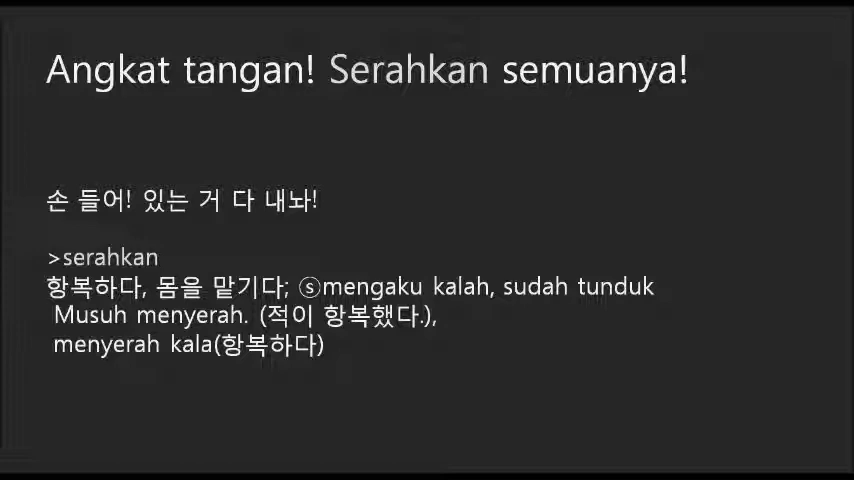 Angkat tangan! Serahkan semuanya!
손 들어! 있는 거 다 내놔!
>serahkan
항복하다, 몸을 맡기다; ⓢmengaku kalah, sudah tunduk
Musuh menyerah. (적이 항복했다.),
menyerah kala(항복하다)